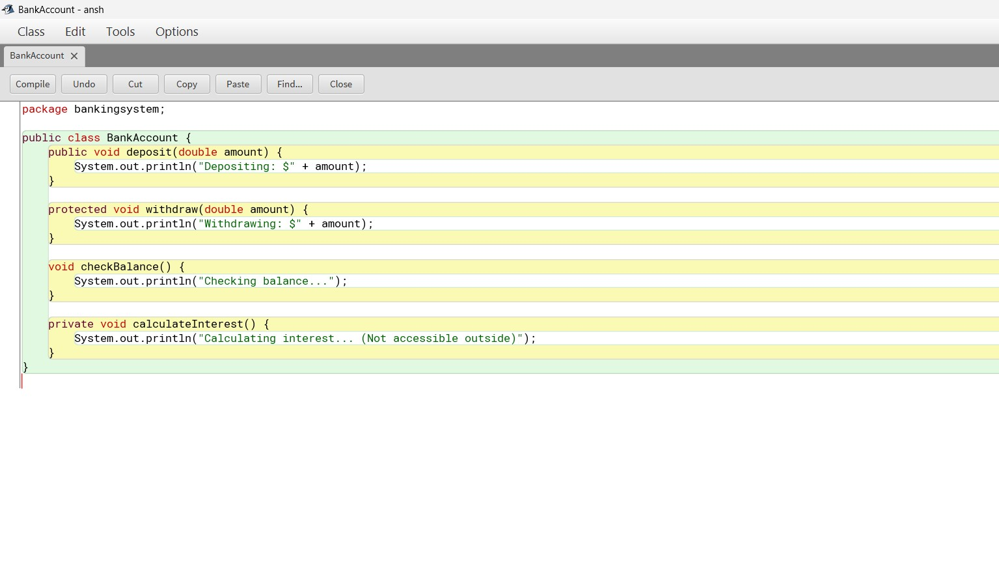 BankAccount - ansh
Class Edit Tools Options
BankAccount
Compile Undo Cut Copy Paste Find... Close
package bankingsystem;
public class BankAccount {
    public void deposit(double amount) {
        System.out.println("Depositing: $" + amount);
    }
    protected void withdraw(double amount) {
        System.out.println("Withdrawing: $" + amount);
    }
    void checkBalance() {
        System.out.println("Checking balance...");
    }
    private void calculateInterest() {
        System.out.println("Calculating interest... (Not accessible outside)");
    }
}